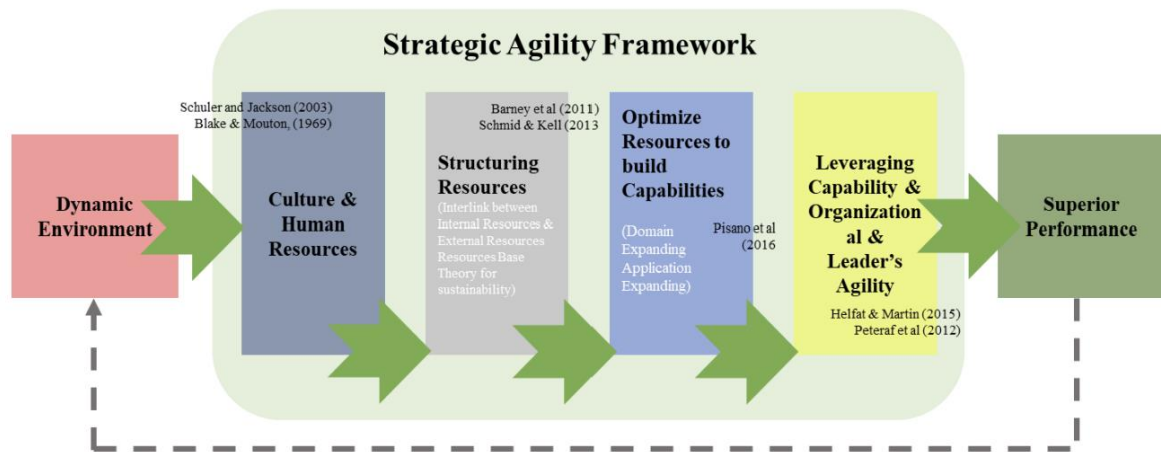 Strategic Agility Framework
Dynamic
Environment
Schuler and Jackson (2003)
Blake & Mouton, (1969)
Culture &
Human
Resources
Barney et al (2011)
Schmid & Kell (2013
Structuring
Resources
(Interlink between
Internal Resources &
External Resources
Resources Base
Theory for
sustainability)
Optimize
Resources to
build
Capabilities
(Domain
Expanding
Application
Expanding)
Pisano et al
(2016
Leveraging
Capability &
Organization
al &
Leader's
Agility
Helfat & Martin (2015)
Peteraf et al (2012)
Superior
Performance